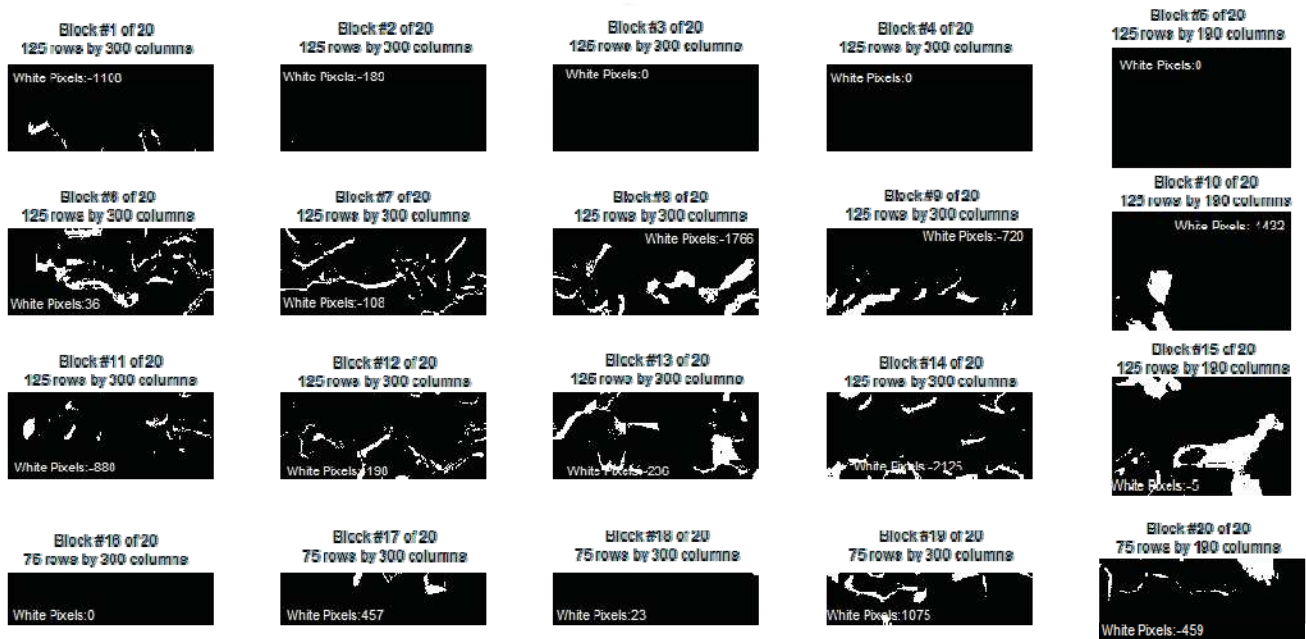 Block #1 of 20
125 rows by 300 columns
White Pixels:-1108
Block #2 of 20
125 rows by 300 columns
White Pixels:-189
Block #3 of 20
125 rows by 300 columns
White Pixels:0
Block #4 of 20
125 rows by 300 columns
White Pixels:0
Block #5 of 20
125 rows by 190 columns
White Pixels:0
Block #6 of 20
125 rows by 300 columns
White Pixels:36
Block #7 of 20
125 rows by 300 columns
White Pixels:-108
Block #8 of 20
125 rows by 300 columns
White Pixels:-1766
Block #9 of 20
125 rows by 300 columns
White Pixels:-720
Block #10 of 20
125 rows by 190 columns
White Pixels:
Block #11 of 20
125 rows by 300 columns
White Pixels:-880
Block #12 of 20
125 rows by 300 columns
White Pixels:
Block #13 of 20
125 rows by 300 columns
White Pixels:-236
Block #14 of 20
125 rows by 300 columns
White Pixels:-2125
Block #15 of 20
125 rows by 190 columns
White Pixels:-5
Block #16 of 20
75 rows by 300 columns
White Pixels:0
Block #17 of 20
75 rows by 300 columns
White Pixels:457
Block #18 of 20
75 rows by 300 columns
White Pixels:23
Block #19 of 20
75 rows by 300 columns
White Pixels:1075
Block #20 of 20
75 rows by 190 columns
White Pixels:-459